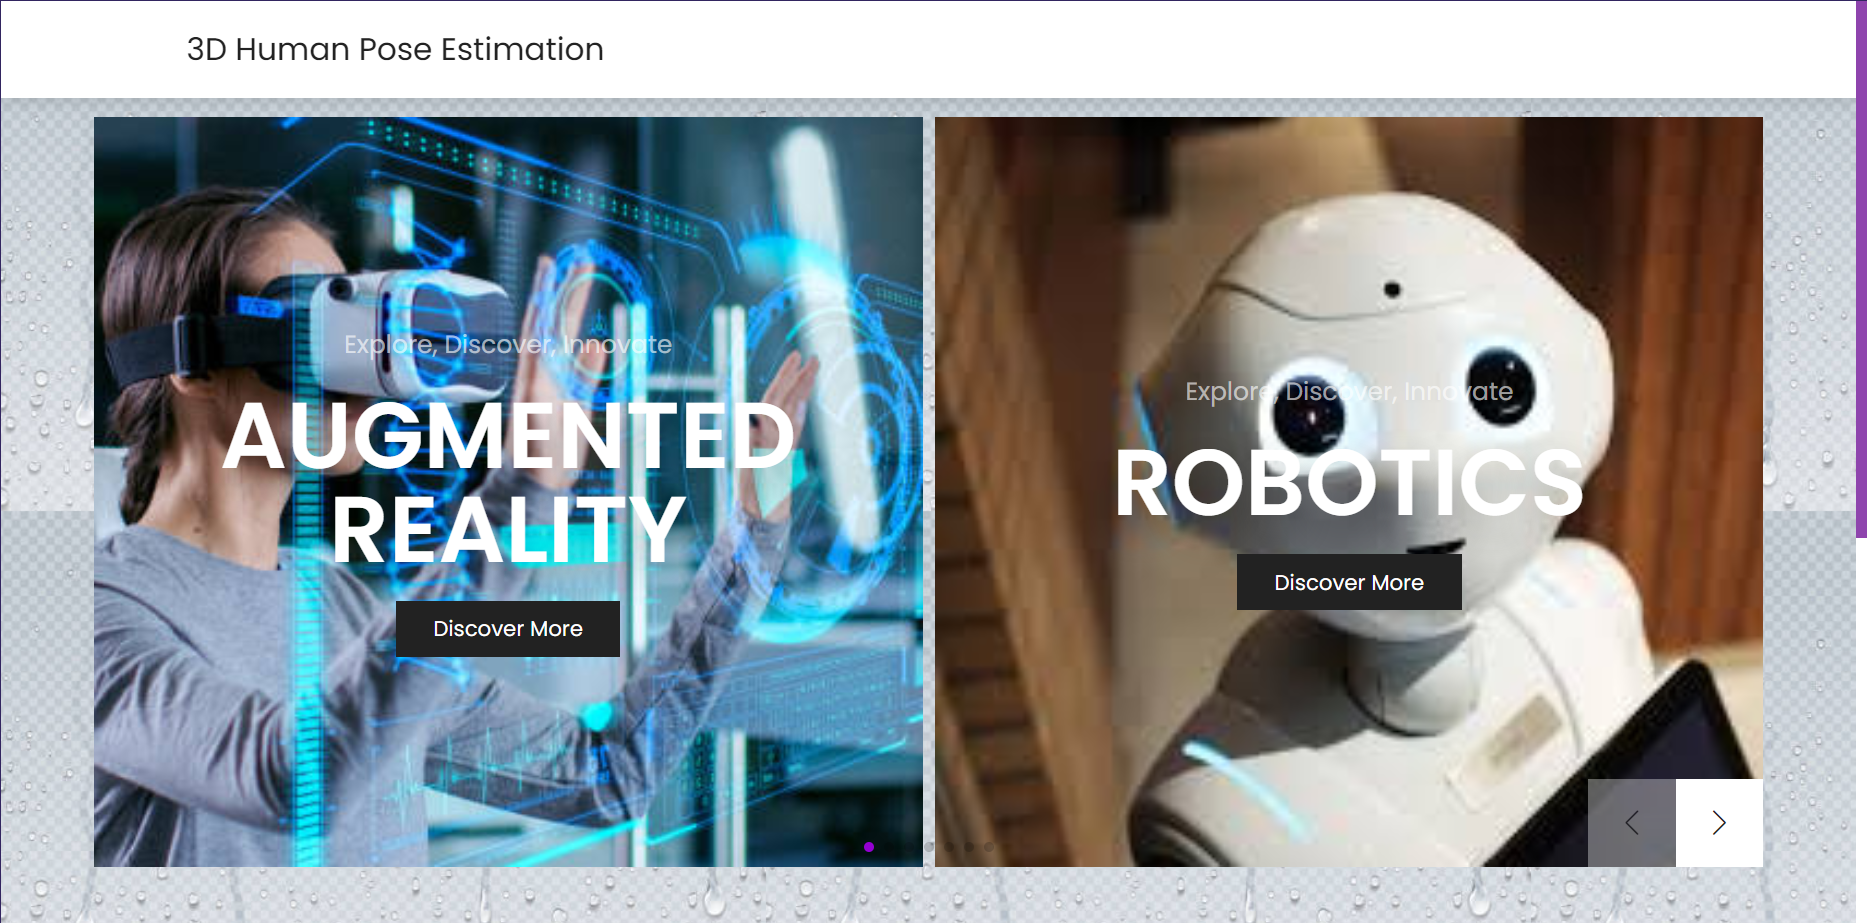 3D Human Pose Estimation
Explore, Discover, Innovate
AUGMENTED
REALITY
Discover More
Explore, Discover, Innovate
ROBOTICS
Discover More